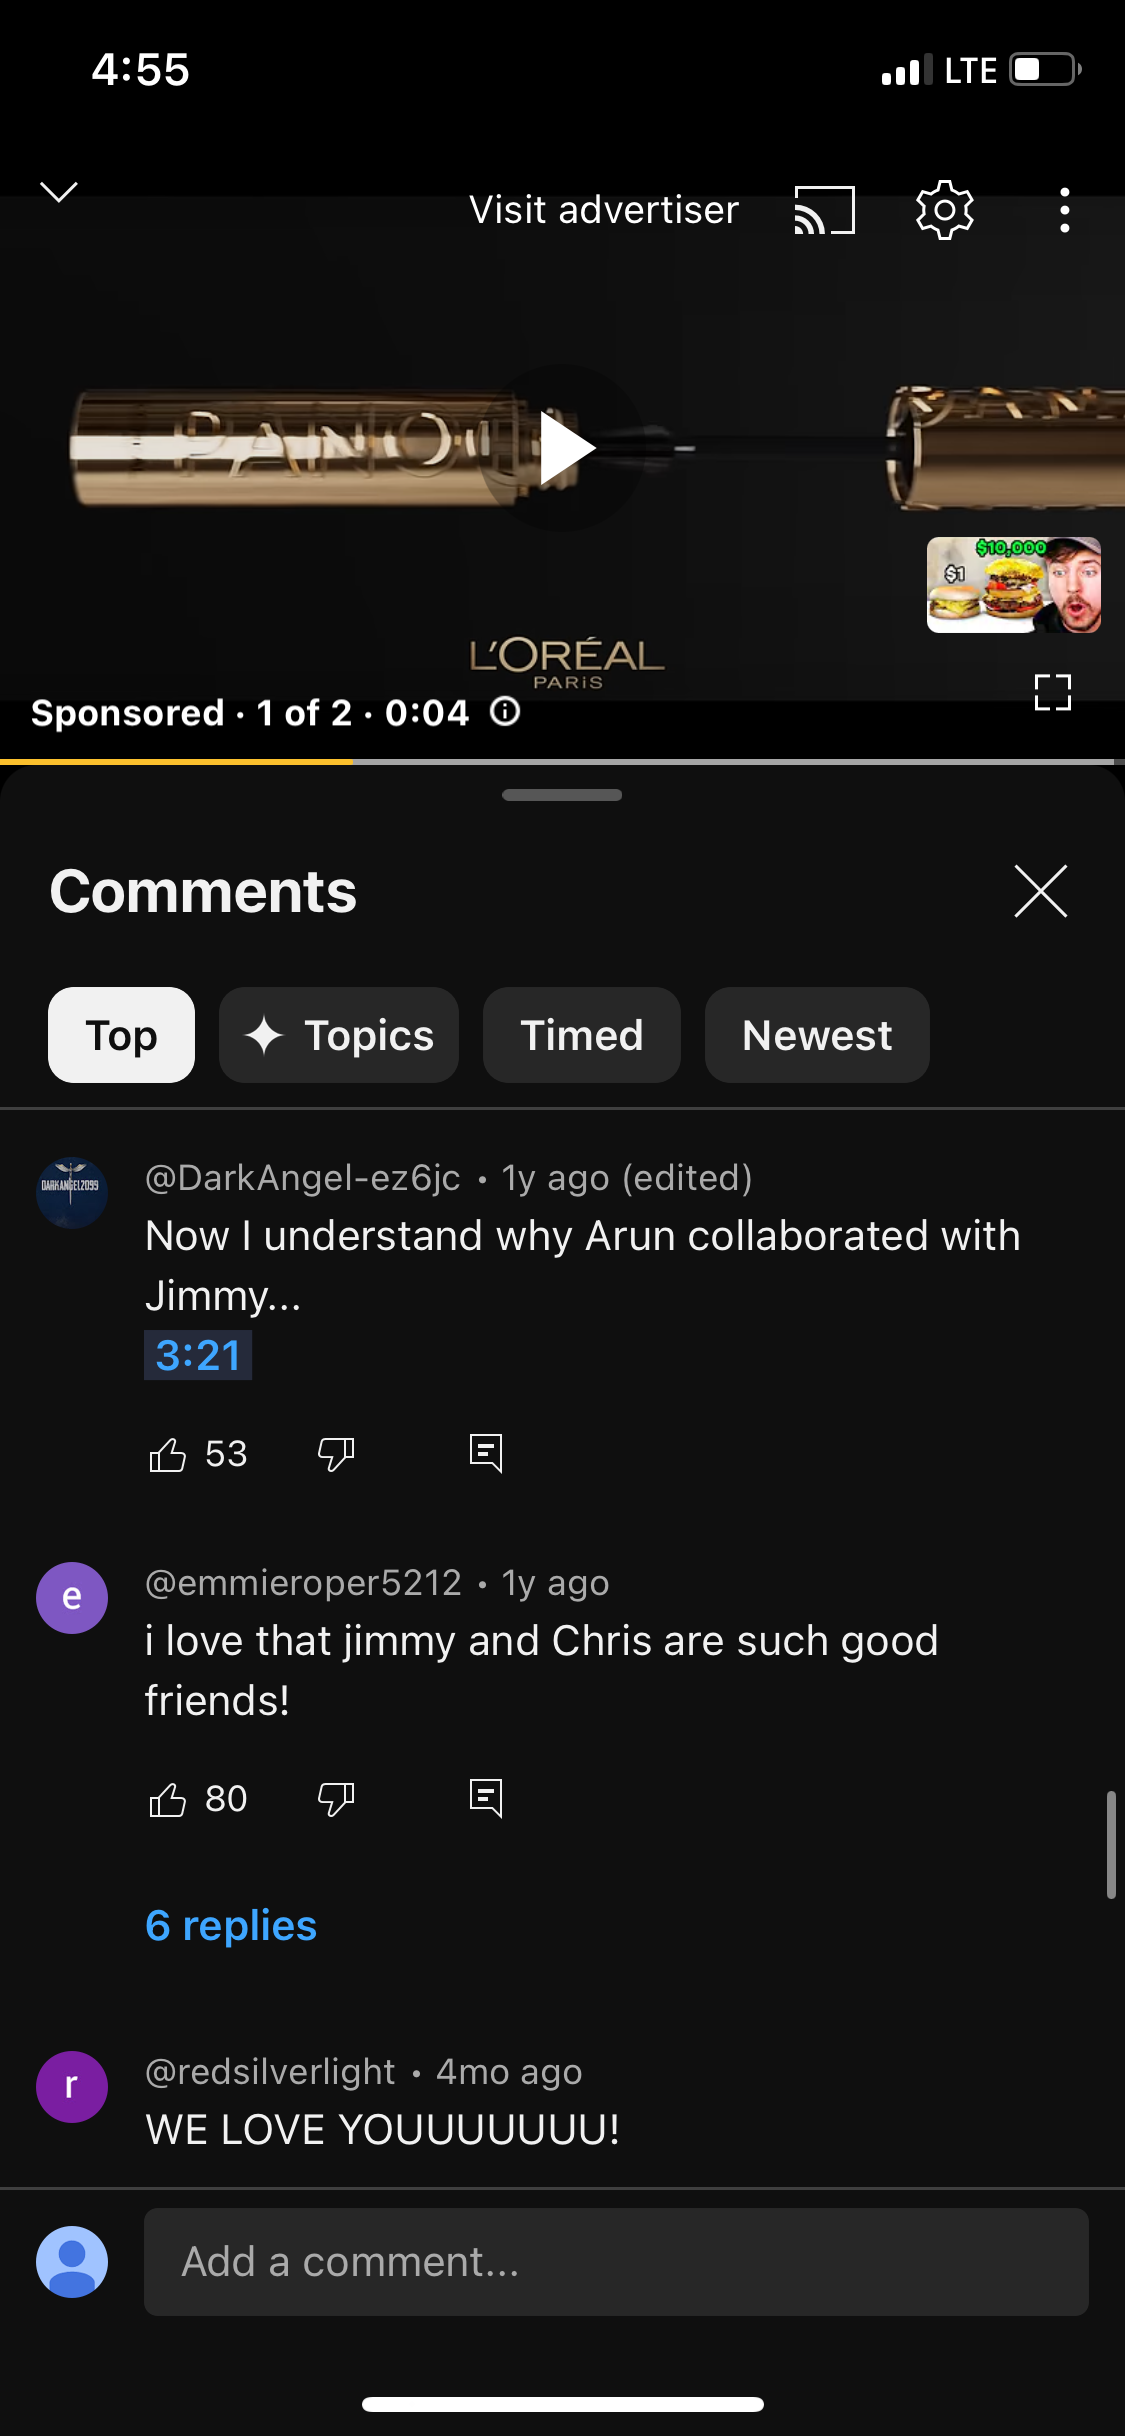 4:55
LTE
Visit advertiser
PANO
PAN
$10,000
$1
L'ORÉAL
PARIS
Sponsored · 1 of 2 · 0:04
Comments
Top
Topics
Timed
Newest
DARKANGEL2099
@DarkAngel-ez6jc · 1y ago (edited)
Now I understand why Arun collaborated with
Jimmy...
3:21
53
e
@emmieroper5212 · 1y ago
i love that jimmy and Chris are such good
friends!
80
6 replies
r
@redsilverlight · 4mo ago
WE LOVE YOUUUUUUU!
Add a comment...